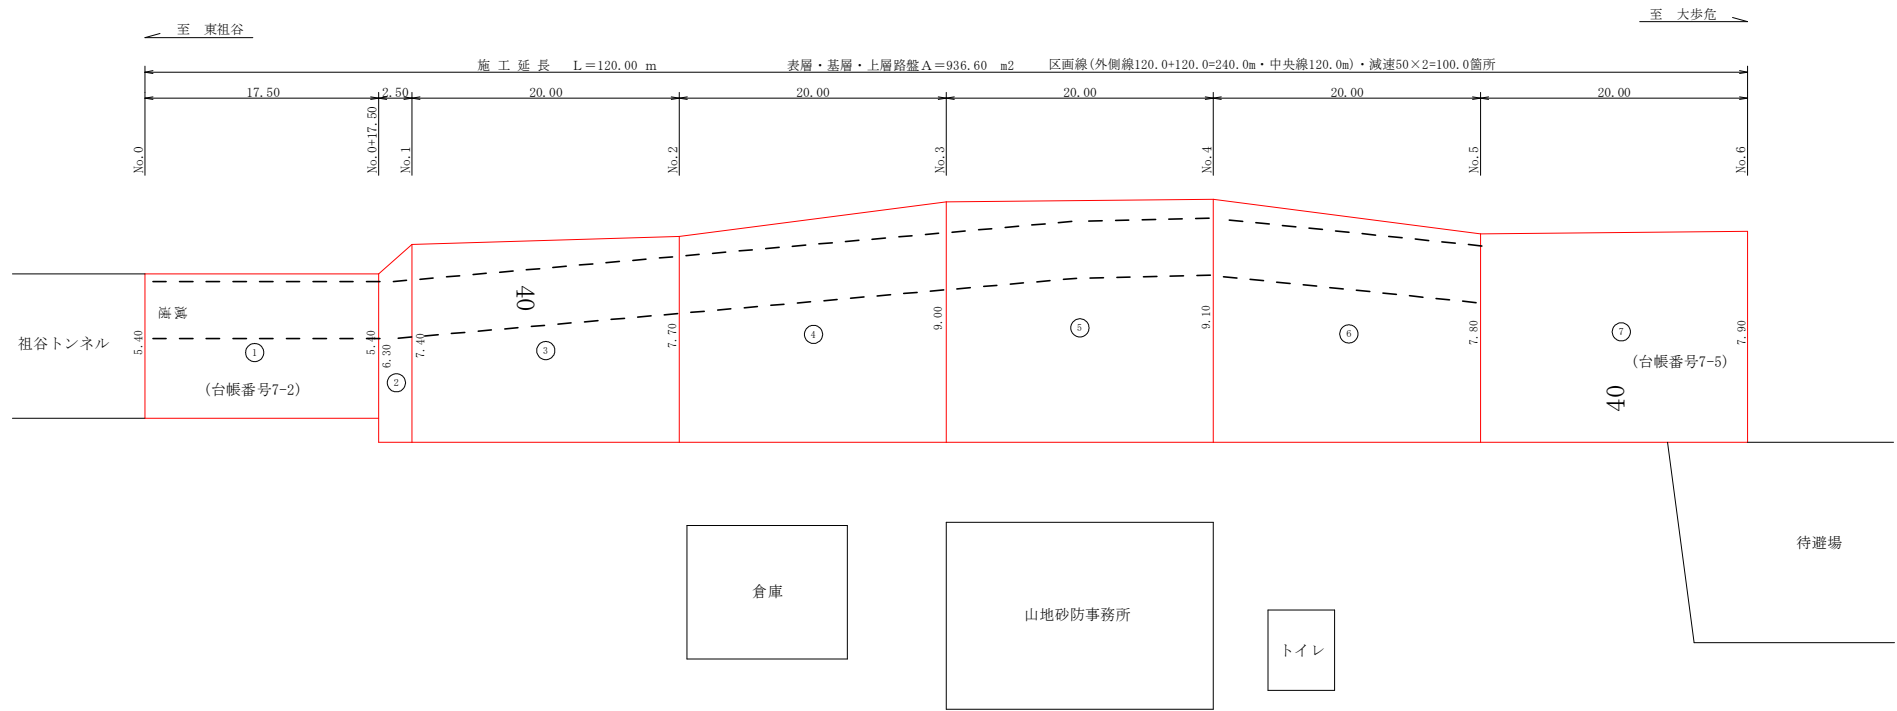 至 東祖谷
至 大歩危
施 工 延 長 L=120.00 m 表層・基層・上層路盤A=936.60 m2 区画線(外側線120.0+120.0=240.0m・中央線120.0m)・減速50×2=100.0箇所
17.50 2.50 20.00 20.00 20.00 20.00 20.00
No.0 No.0+17.50 No.1 No.2 No.3 No.4 No.5 No.6
40
減速
祖谷トンネル
5.40 5.40 6.30 7.40 7.70 9.00 9.10 7.80 7.90
① ② ③ ④ ⑤ ⑥ ⑦
(台帳番号7-2)
(台帳番号7-5)
40
倉庫
山地砂防事務所
トイレ
待避場